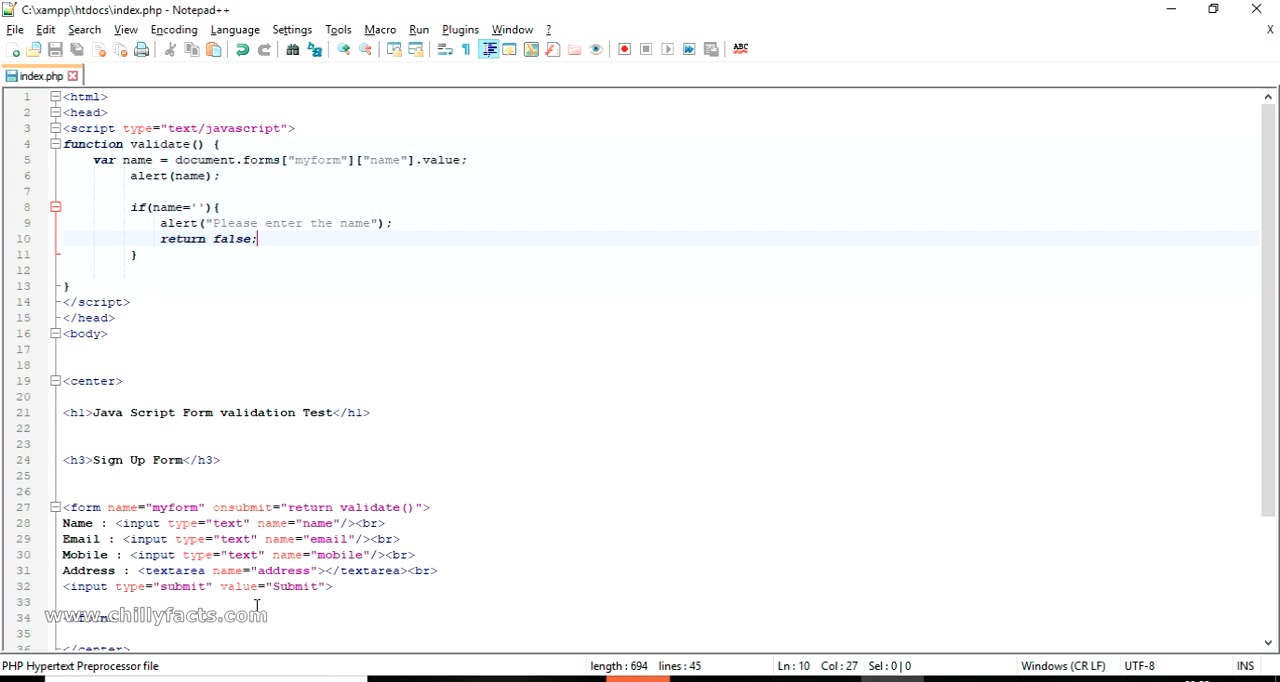 C:\xampp\htdocs\index.php - Notepad++
File Edit Search View Encoding Language Settings Tools Macro Run Plugins Window ? X
ABC
index.php
1 <html>
2 <head>
3 <script type="text/javascript">
4 function validate() {
5 var name = document.forms["myform"]["name"].value;
6 alert(name);
7
8 if(name=''){
9 alert("Please enter the name");
10 return false;
11 }
12
13 }
14 </script>
15 </head>
16 <body>
17
18
19 <center>
20
21 <h1>Java Script Form validation Test</h1>
22
23
24 <h3>Sign Up Form</h3>
25
26
27 <form name="myform" onsubmit="return validate()">
28 Name : <input type="text" name="name"/><br>
29 Email : <input type="text" name="email"/><br>
30 Mobile : <input type="text" name="mobile"/><br>
31 Address : <textarea name="address"></textarea><br>
32 <input type="submit" value="Submit">
33
34 www.chillyfacts.com
35
36 </center>
PHP Hypertext Preprocessor file length : 694 lines : 45 Ln : 10 Col : 27 Sel : 0 | 0 Windows (CR LF) UTF-8 INS